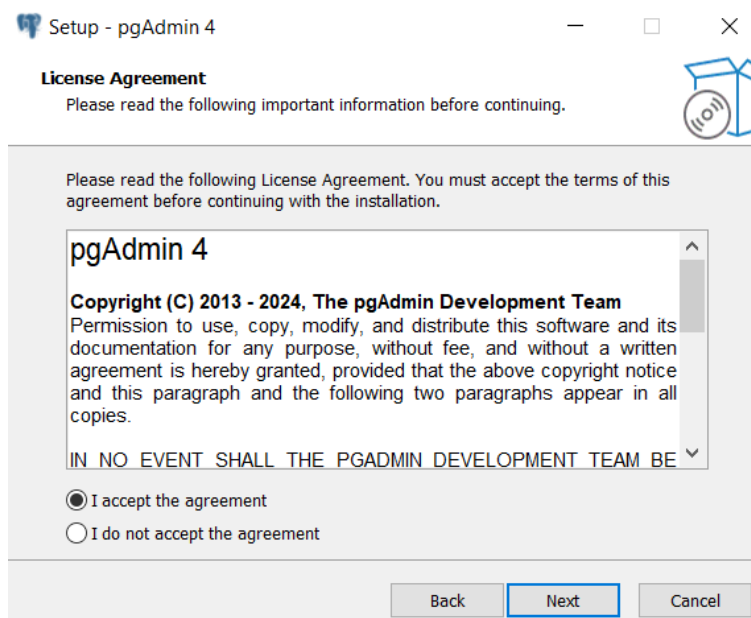 Setup - pgAdmin 4
License Agreement
Please read the following important information before continuing.
Please read the following License Agreement. You must accept the terms of this
agreement before continuing with the installation.
pgAdmin 4
Copyright (C) 2013 - 2024, The pgAdmin Development Team
Permission to use, copy, modify, and distribute this software and its
documentation for any purpose, without fee, and without a written
agreement is hereby granted, provided that the above copyright notice
and this paragraph and the following two paragraphs appear in all
copies.
IN NO EVENT SHALL THE PGADMIN DEVELOPMENT TEAM BE
I accept the agreement
I do not accept the agreement
Back Next Cancel